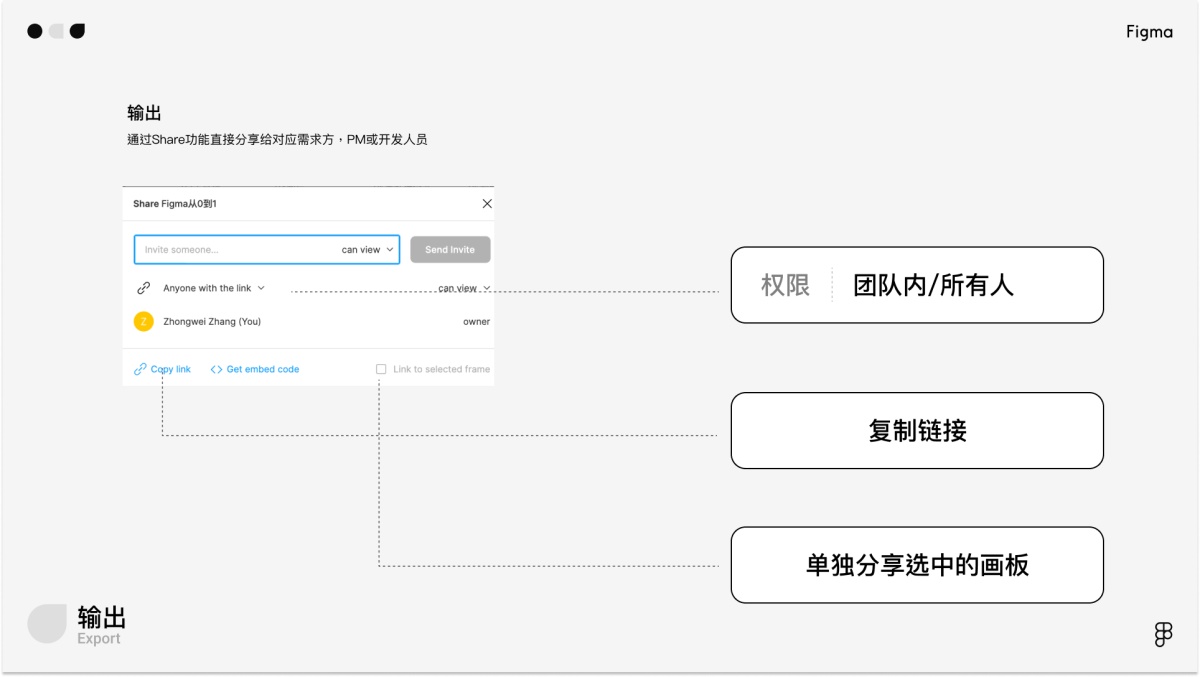 Figma
输出
通过Share功能直接分享给对应需求方，PM或开发人员
Share Figma从0到1
Invite someone... can view Send Invite
Anyone with the link can view
Z Zhongwei Zhang (You) owner
Copy link Get embed code Link to selected frame
权限 团队内/所有人
复制链接
单独分享选中的画板
输出
Export